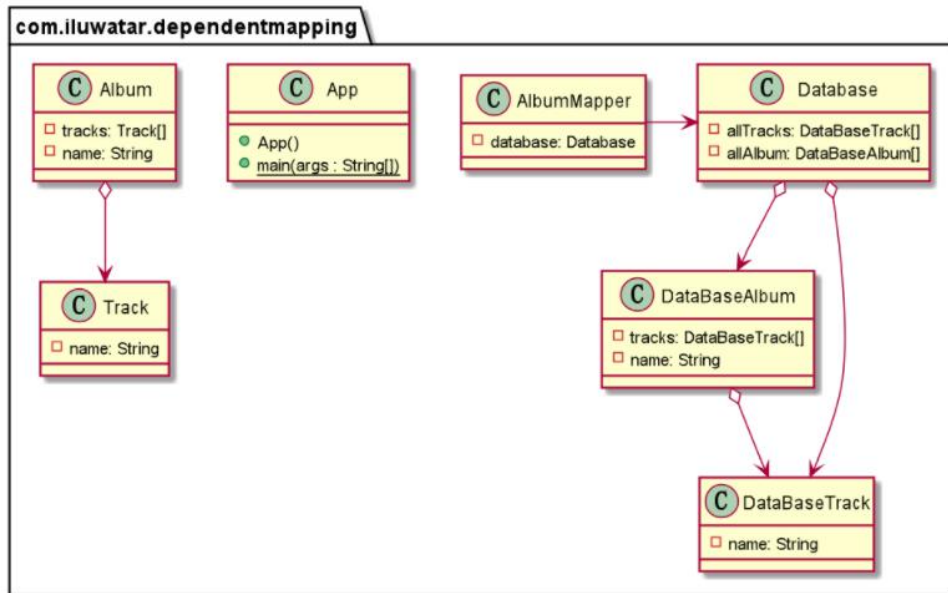 com.iluwatar.dependentmapping
C Album
tracks: Track[]
name: String
C App
App()
main(args : String[])
C AlbumMapper
database: Database
C Database
allTracks: DataBaseTrack[]
allAlbum: DataBaseAlbum[]
C Track
name: String
C DataBaseAlbum
tracks: DataBaseTrack[]
name: String
C DataBaseTrack
name: String